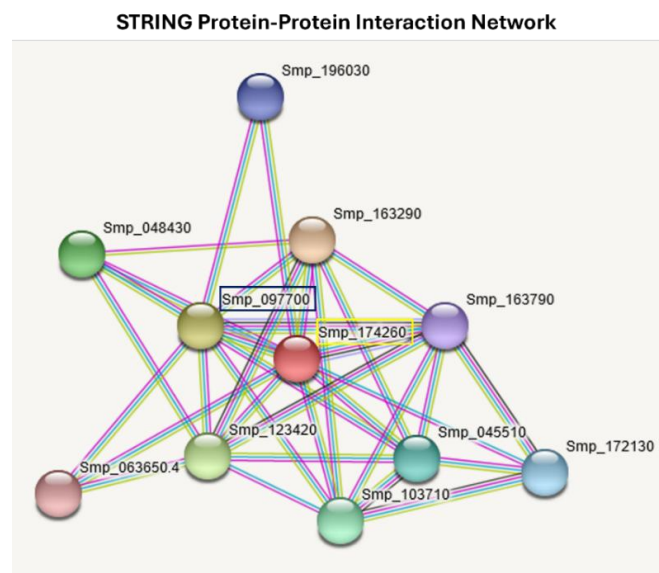 STRING Protein-Protein Interaction Network
Smp_196030
Smp_163290
Smp_048430
Smp_097700
Smp_163790
Smp_174260
Smp_123420
Smp_045510
Smp_172130
Smp_063650.4
Smp_103710